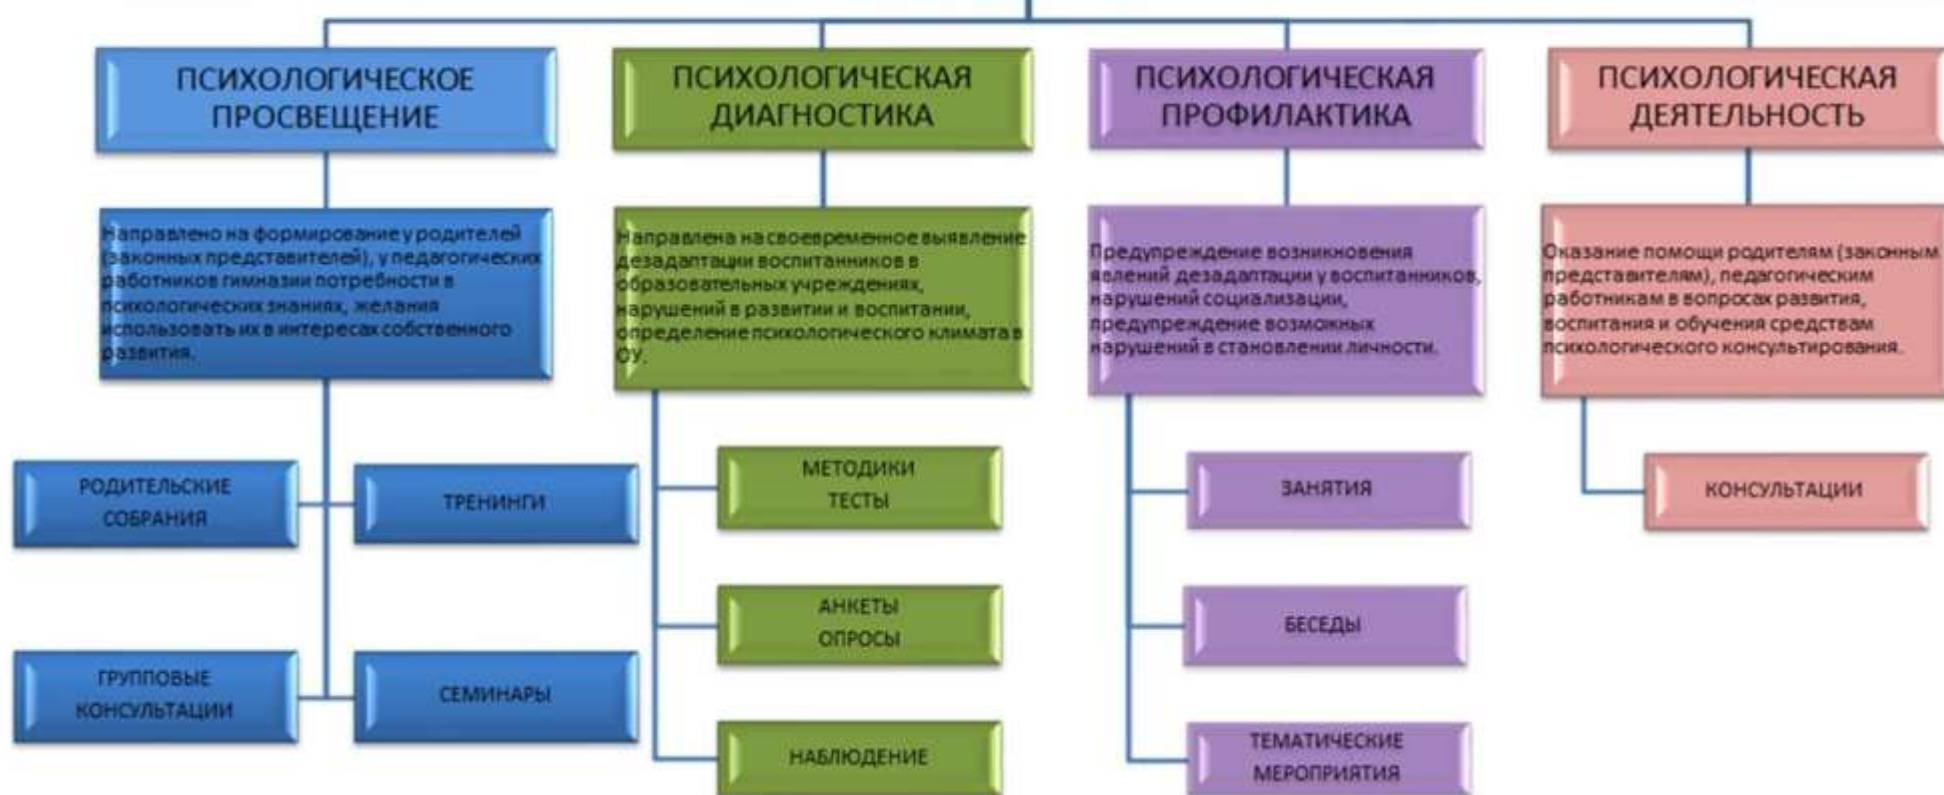 ПСИХОЛОГИЧЕСКОЕ
ПРОСВЕЩЕНИЕ
Направлено на формирование у родителей
(законных представителей), у педагогических
работников гимназии потребности в
психологических знаниях, желания
использовать их в интересах собственного
развития.
РОДИТЕЛЬСКИЕ
СОБРАНИЯ
ТРЕНИНГИ
ГРУППОВЫЕ
КОНСУЛЬТАЦИИ
СЕМИНАРЫ
ПСИХОЛОГИЧЕСКАЯ
ДИАГНОСТИКА
Направлена на своевременное выявление
дезадаптации воспитанников в
образовательных учреждениях,
нарушений в развитии и воспитании,
определение психологического климата в
ОУ.
МЕТОДИКИ
ТЕСТЫ
АНКЕТЫ
ОПРОСЫ
НАБЛЮДЕНИЕ
ПСИХОЛОГИЧЕСКАЯ
ПРОФИЛАКТИКА
Предупреждение возникновения
явлений дезадаптации у воспитанников,
нарушений социализации,
предупреждение возможных
нарушений в становлении личности.
ЗАНЯТИЯ
БЕСЕДЫ
ТЕМАТИЧЕСКИЕ
МЕРОПРИЯТИЯ
ПСИХОЛОГИЧЕСКАЯ
ДЕЯТЕЛЬНОСТЬ
Оказание помощи родителям (законным
представителям), педагогическим
работникам в вопросах развития,
воспитания и обучения средствам
психологического консультирования.
КОНСУЛЬТАЦИИ